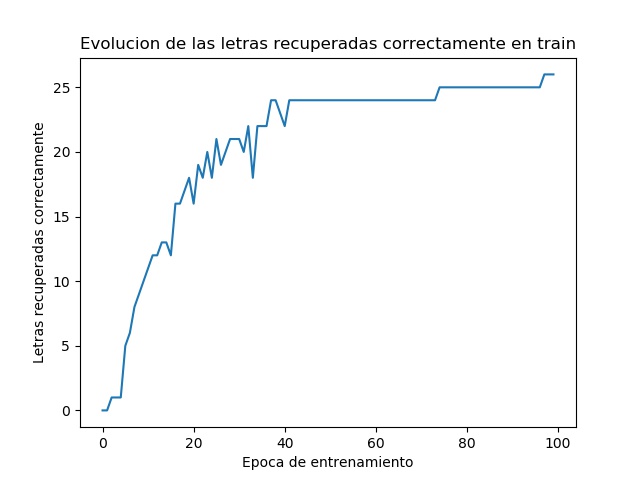 Evolucion de las letras recuperadas correctamente en train
Letras recuperadas correctamente
25
20
15
10
5
0
0 20 40 60 80 100
Epoca de entrenamiento